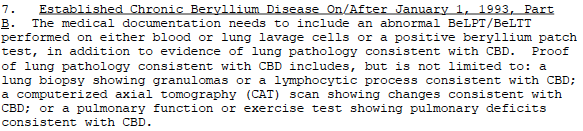 7.   Established Chronic Beryllium Disease On/After January 1, 1993, Part
B.  The medical documentation needs to include an abnormal BeLPT/BeLTT
performed on either blood or lung lavage cells or a positive beryllium patch
test, in addition to evidence of lung pathology consistent with CBD.  Proof
of lung pathology consistent with CBD includes, but is not limited to: a
lung biopsy showing granulomas or a lymphocytic process consistent with CBD;
a computerized axial tomography (CAT) scan showing changes consistent with
CBD; or a pulmonary function or exercise test showing pulmonary deficits
consistent with CBD.